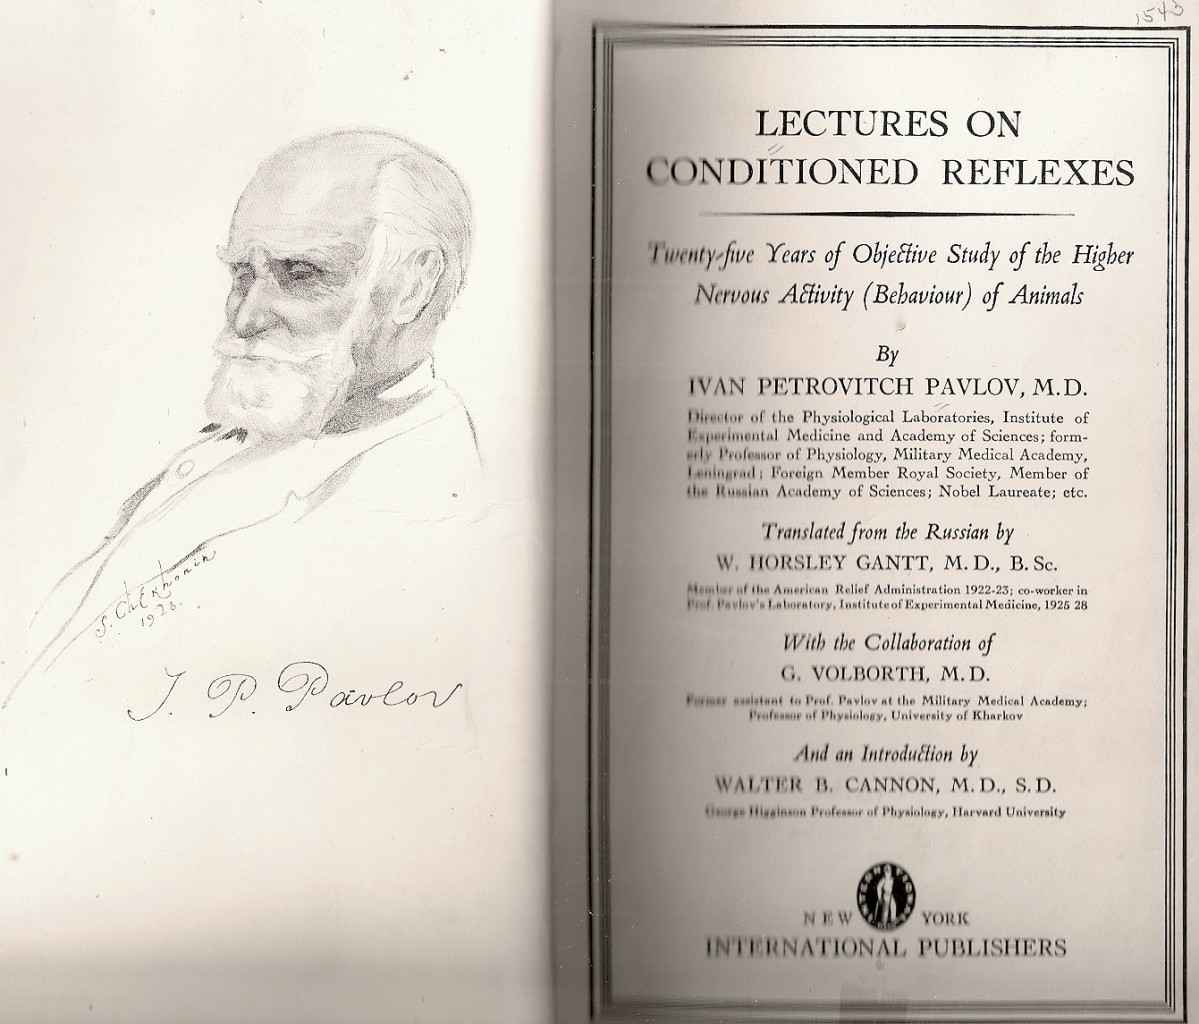 S. Chekhonin
1928.
I. P. Pavlov
1543
LECTURES ON
CONDITIONED REFLEXES
Twenty-five Years of Objective Study of the Higher
Nervous Activity (Behaviour) of Animals
By
IVAN PETROVITCH PAVLOV, M.D.
Director of the Physiological Laboratories, Institute of
Experimental Medicine and Academy of Sciences; form-
erly Professor of Physiology, Military Medical Academy,
Leningrad; Foreign Member Royal Society, Member of
the Russian Academy of Sciences; Nobel Laureate; etc.
Translated from the Russian by
W. HORSLEY GANTT, M. D., B. Sc.
Member of the American Relief Administration 1922-23; co-worker in
Prof. Pavlov's Laboratory, Institute of Experimental Medicine, 1925 28
With the Collaboration of
G. VOLBORTH, M. D.
Former assistant to Prof. Pavlov at the Military Medical Academy;
Professor of Physiology, University of Kharkov
And an Introduction by
WALTER B. CANNON, M. D., S. D.
George Higginson Professor of Physiology, Harvard University
INTERNATIONAL
NEW YORK
INTERNATIONAL PUBLISHERS